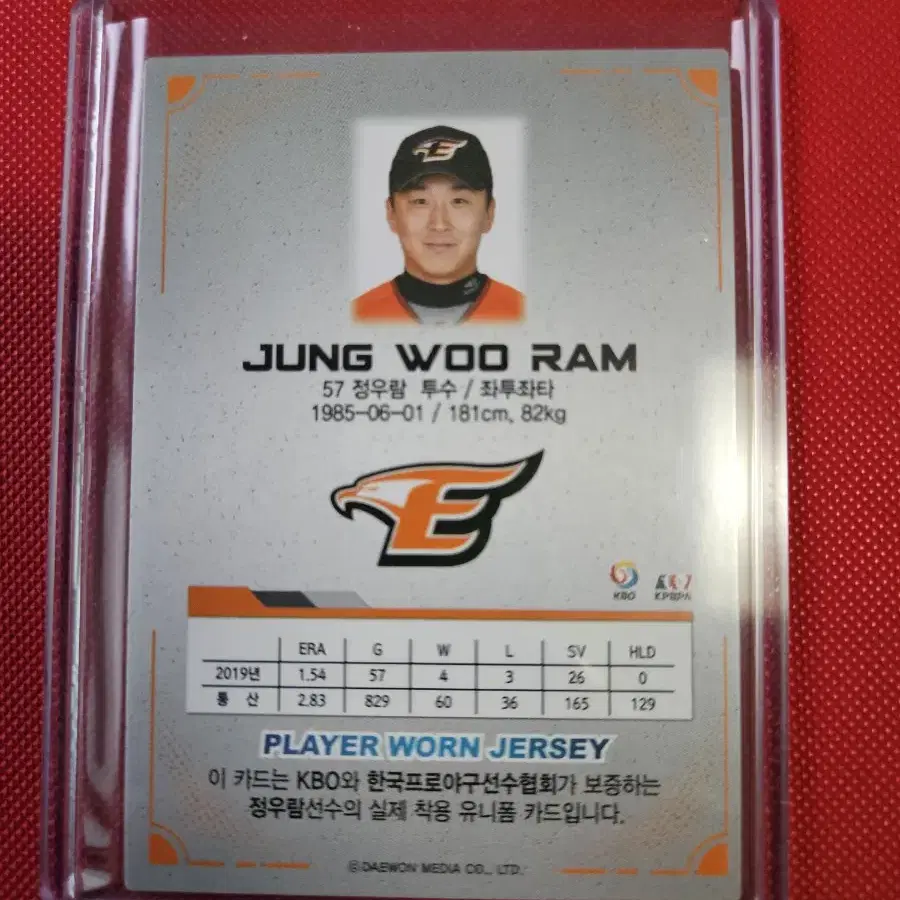 JUNG WOO RAM
57 정우람 투수 / 좌투좌타
1985-06-01 / 181cm, 82kg
E
KBO KPBPA
ERA G W L SV HLD
2019년 1.54 57 4 3 26 0
통 산 2.83 829 60 36 165 129
PLAYER WORN JERSEY
이 카드는 KBO와 한국프로야구선수협회가 보증하는
정우람선수의 실제 착용 유니폼 카드입니다.
ⓒDAEWON MEDIA CO., LTD.